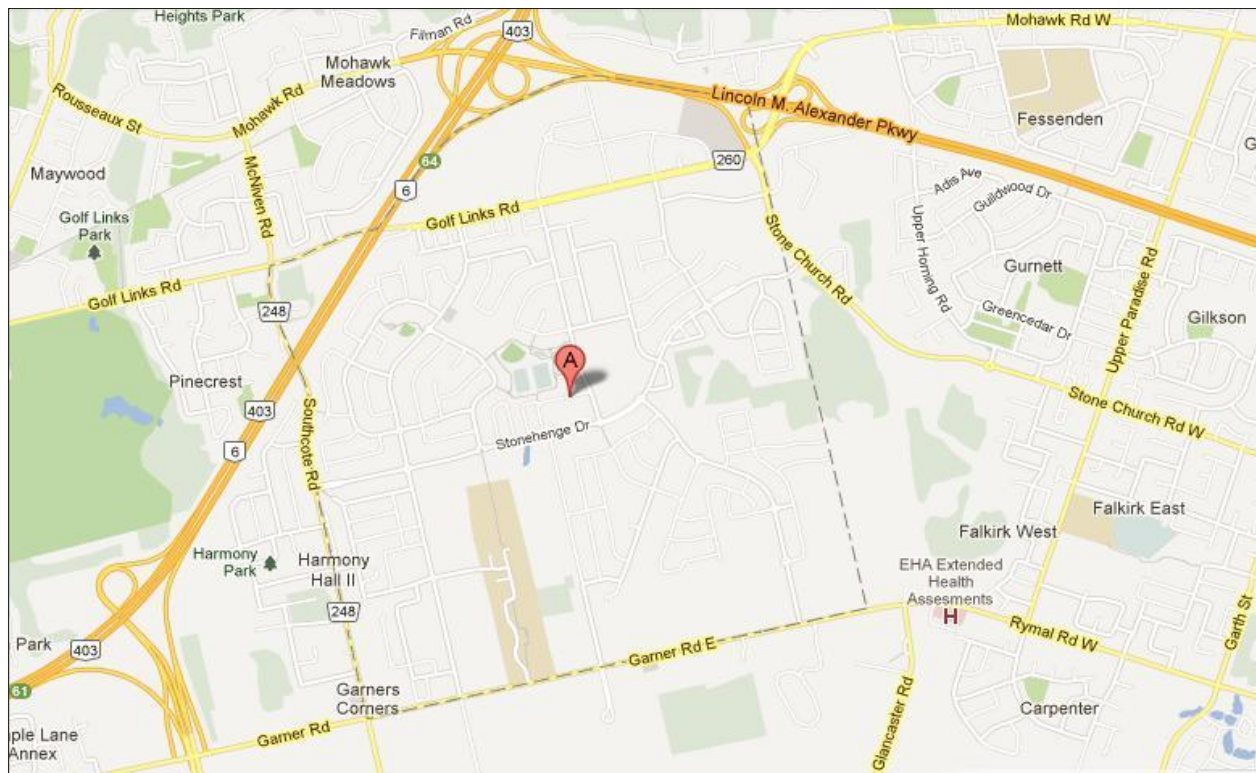 Heights Park
403
Filman Rd
Mohawk Rd W
Mohawk
Meadows
Rousseaux St
Mohawk Rd
Lincoln M. Alexander Pkwy
Fessenden
G
Maywood
McNiven Rd
64
6
260
Adis Ave
Guildwood Dr
Golf Links
Park
Golf Links Rd
Stone Church Rd
Upper Horning Rd
Gurnett
Upper Paradise Rd
Golf Links Rd
248
Greencedar Dr
Gilkson
A
Pinecrest
403
Southcote Rd
Stonehenge Dr
Stone Church Rd W
6
Falkirk East
Falkirk West
Harmony
Park
Harmony
Hall II
EHA Extended
Health
Assesments
H
248
Rymal Rd W
Garth St
Park
403
Garner Rd E
61
Garners
Corners
Glancaster Rd
Carpenter
Garner Rd
ple Lane
Annex